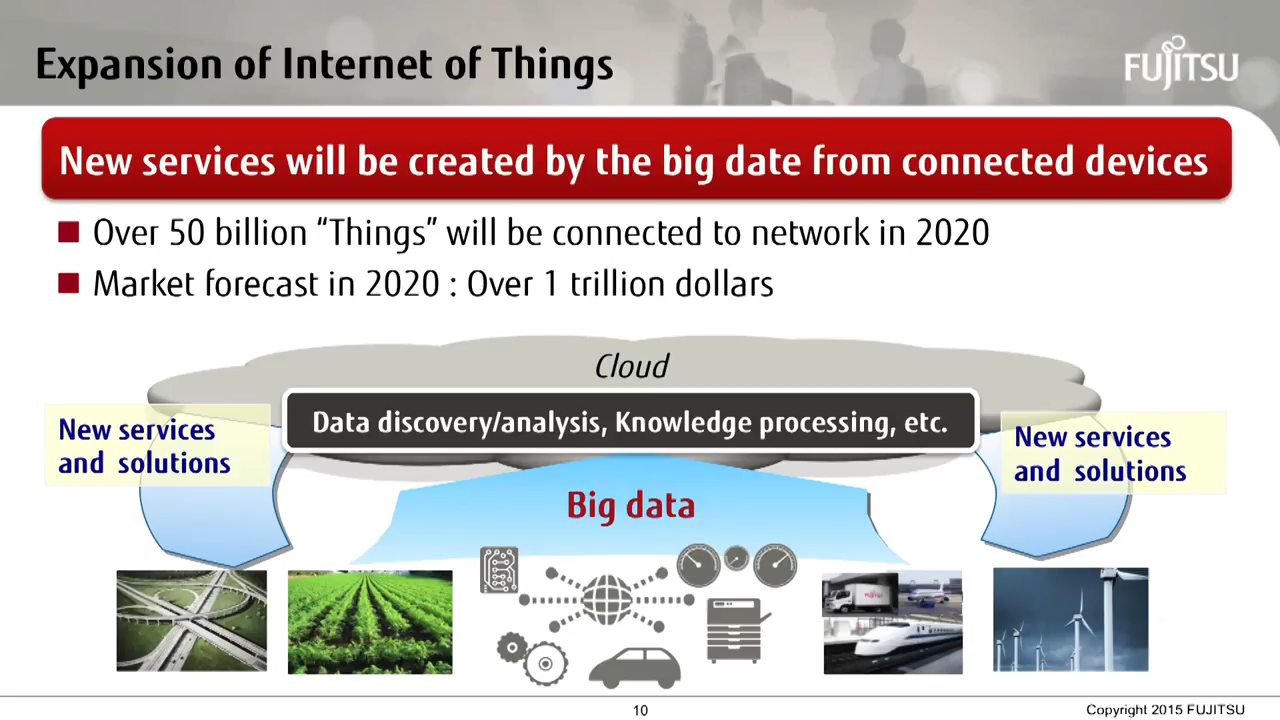 Expansion of Internet of Things
FUJITSU
New services will be created by the big date from connected devices
Over 50 billion “Things” will be connected to network in 2020
Market forecast in 2020 : Over 1 trillion dollars
Cloud
Data discovery/analysis, Knowledge processing, etc.
New services
and solutions
New services
and solutions
Big data
FUJITSU
10
Copyright 2015 FUJITSU